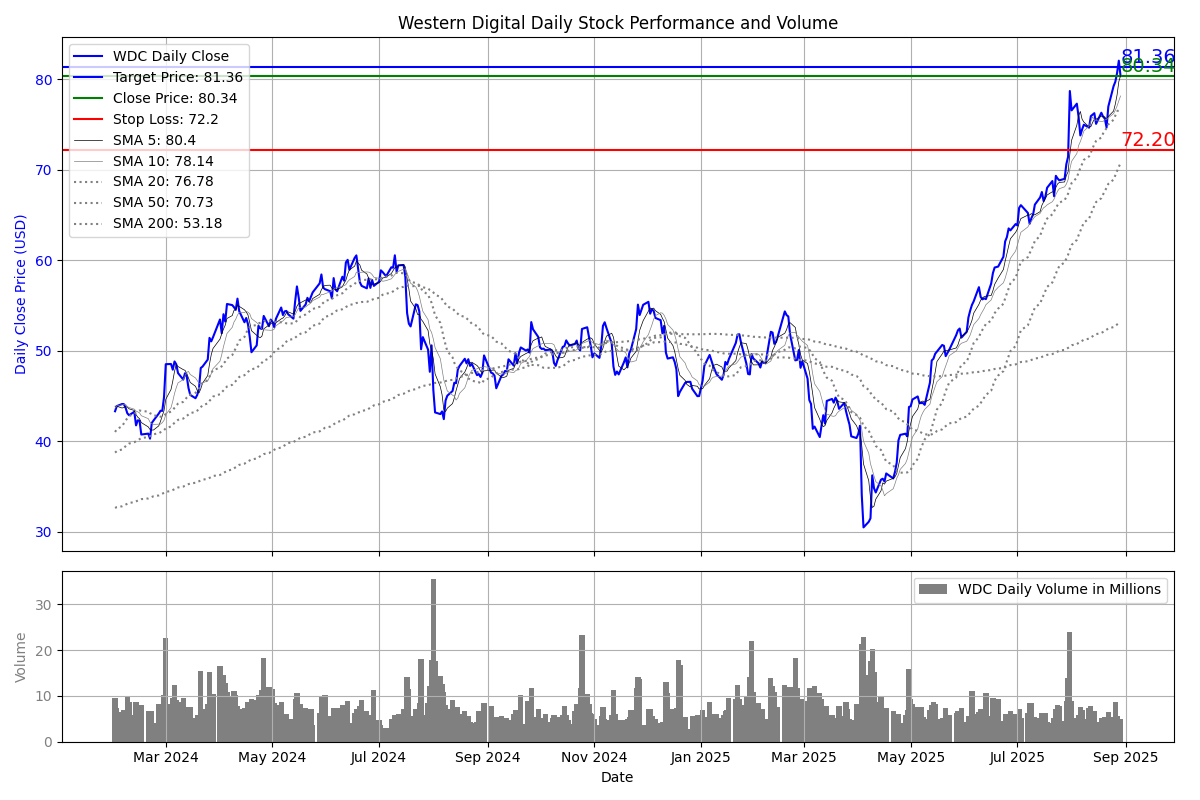 Western Digital Daily Stock Performance and Volume
WDC Daily Close
Target Price: 81.36
Close Price: 80.34
Stop Loss: 72.2
SMA 5: 80.4
SMA 10: 78.14
SMA 20: 76.78
SMA 50: 70.73
SMA 200: 53.18
81.36
80.34
72.20
Daily Close Price (USD)
80
70
60
50
40
30
WDC Daily Volume in Millions
Volume
30
20
10
0
Mar 2024
May 2024
Jul 2024
Sep 2024
Nov 2024
Jan 2025
Mar 2025
May 2025
Jul 2025
Sep 2025
Date